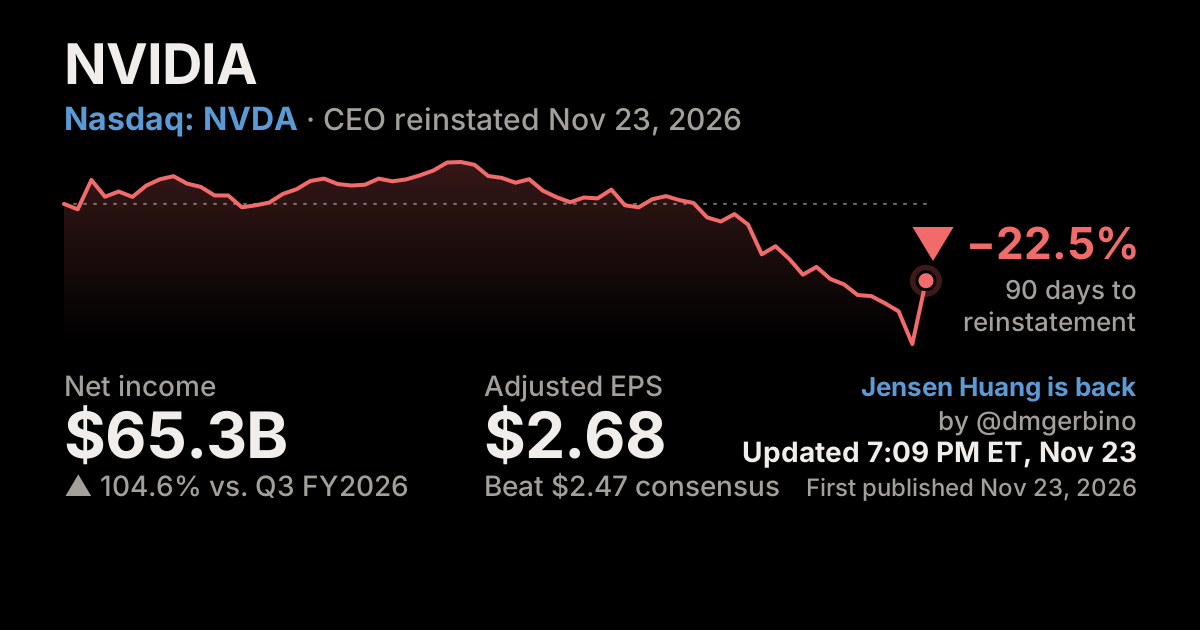 NVIDIA
Nasdaq: NVDA · CEO reinstated Nov 23, 2026
▼ −22.5%
90 days to
reinstatement
Net income
$65.3B
▲ 104.6% vs. Q3 FY2026
Adjusted EPS
$2.68
Beat $2.47 consensus
Jensen Huang is back
by @dmgerbino
Updated 7:09 PM ET, Nov 23
First published Nov 23, 2026